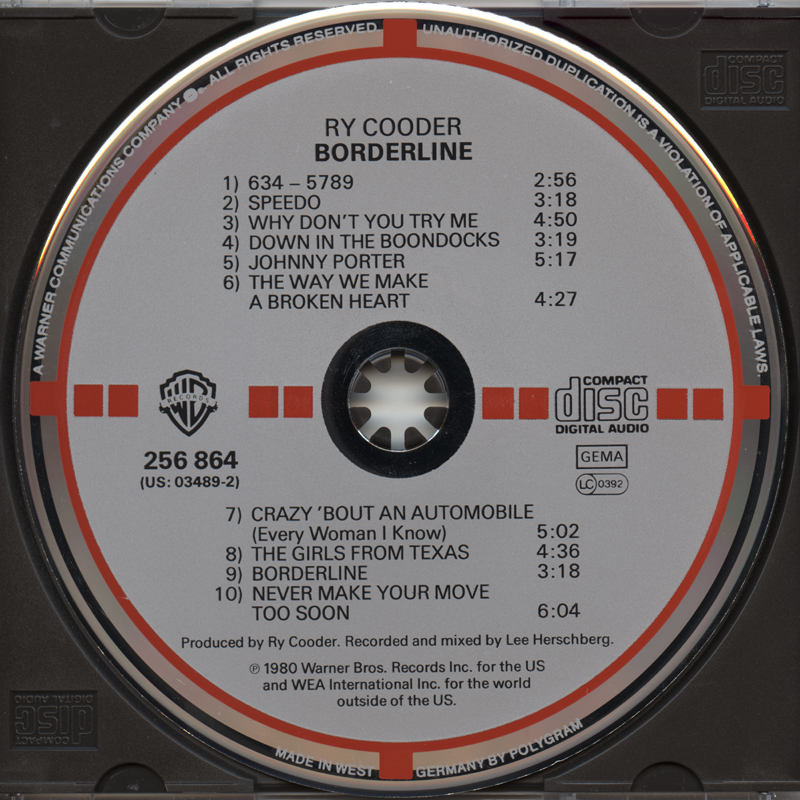 A WARNER COMMUNICATIONS COMPANY. ALL RIGHTS RESERVED
UNAUTHORIZED DUPLICATION IS A VIOLATION OF APPLICABLE LAWS.
COMPACT
disc
DIGITAL AUDIO
RY COODER
BORDERLINE
1) 634 – 5789 2:56
2) SPEEDO 3:18
3) WHY DON'T YOU TRY ME 4:50
4) DOWN IN THE BOONDOCKS 3:19
5) JOHNNY PORTER 5:17
6) THE WAY WE MAKE
A BROKEN HEART 4:27
WB
RECORDS
COMPACT
disc
DIGITAL AUDIO
256 864
(US: 03489-2)
GEMA
LC 0392
7) CRAZY 'BOUT AN AUTOMOBILE
(Every Woman I Know) 5:02
8) THE GIRLS FROM TEXAS 4:36
9) BORDERLINE 3:18
10) NEVER MAKE YOUR MOVE
TOO SOON 6:04
Produced by Ry Cooder. Recorded and mixed by Lee Herschberg.
℗ 1980 Warner Bros. Records Inc. for the US
and WEA International Inc. for the world
outside of the US.
COMPACT
disc
DIGITAL AUDIO
MADE IN WEST GERMANY BY POLYGRAM